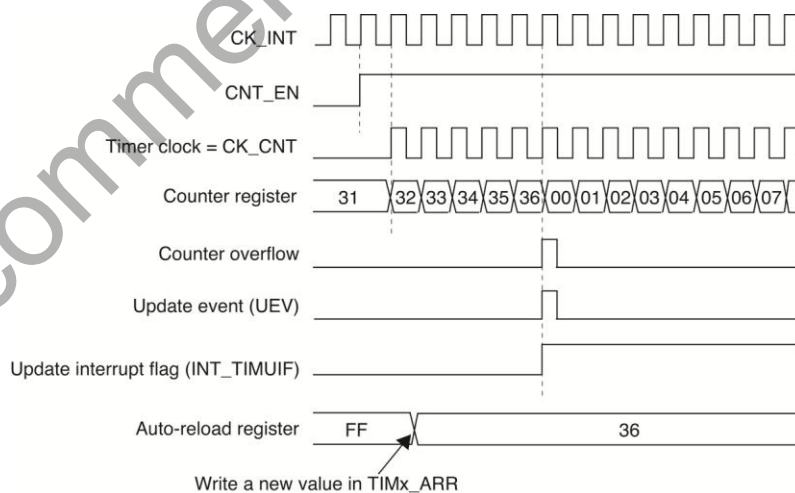 CK_INT
CNT_EN
Timer clock = CK_CNT
Counter register 31 32 33 34 35 36 00 01 02 03 04 05 06 07
Counter overflow
Update event (UEV)
Update interrupt flag (INT_TIMUIF)
Auto-reload register FF 36
Write a new value in TIMx_ARR